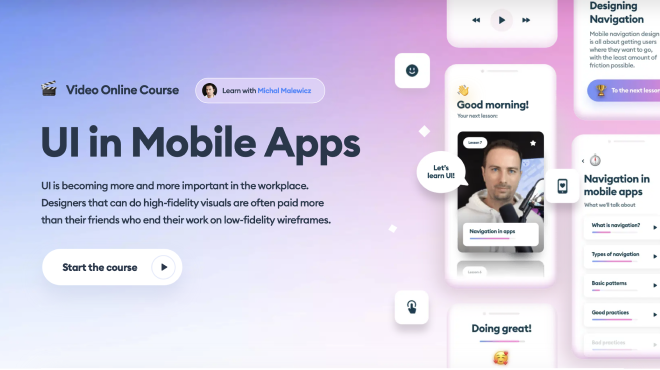 Video Online Course
Learn with Michal Malewicz
UI in Mobile Apps
UI is becoming more and more important in the workplace.
Designers that can do high-fidelity visuals are often paid more
than their friends who end their work on low-fidelity wireframes.
Start the course
Good morning!
Your next lesson:
Lesson 7
Let's
learn UI!
Navigation in apps
Lesson 8
Doing great!
Designing
Navigation
Mobile navigation design
is all about getting users
where they want to go,
with the least amount of
friction possible.
To the next lesson
Navigation in
mobile apps
What we'll talk about
What is navigation?
Types of navigation
Basic patterns
Good practices
Bad practices